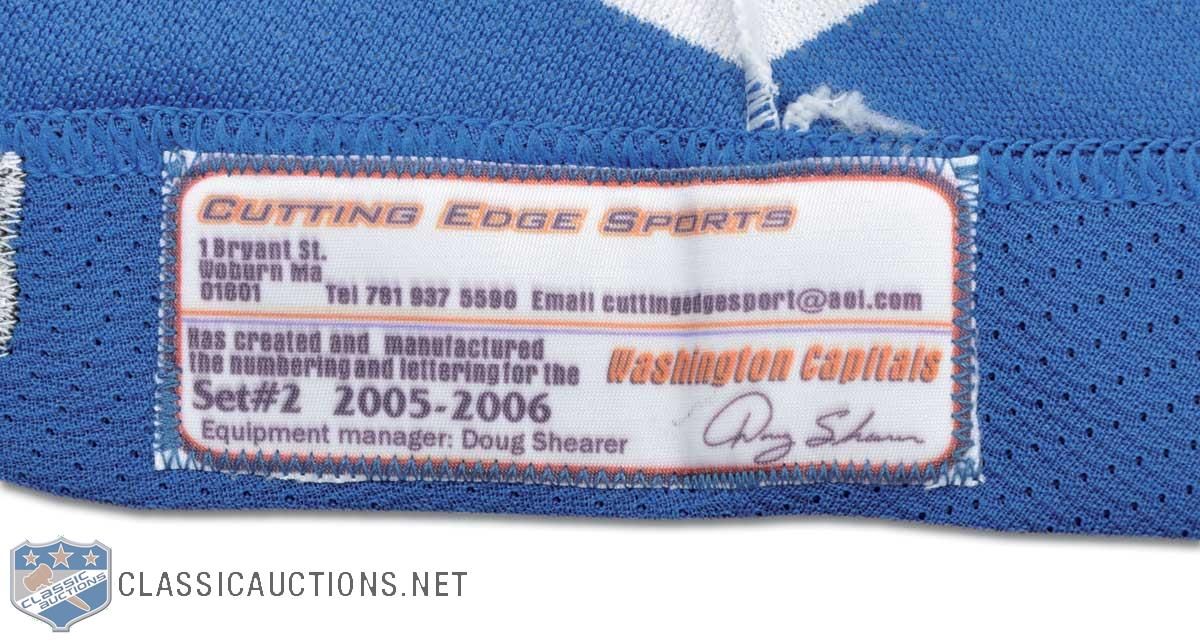 CUTTING EDGE SPORTS
1 Bryant St.
Woburn Ma
01801 Tel 781 937 5590 Email cuttingedgesport@aol.com
Has created and manufactured
the numbering and lettering for the Washington Capitals
Set#2 2005-2006
Equipment manager: Doug Shearer Doug Shearer
CLASSIC
AUCTIONS
CLASSICAUCTIONS.NET